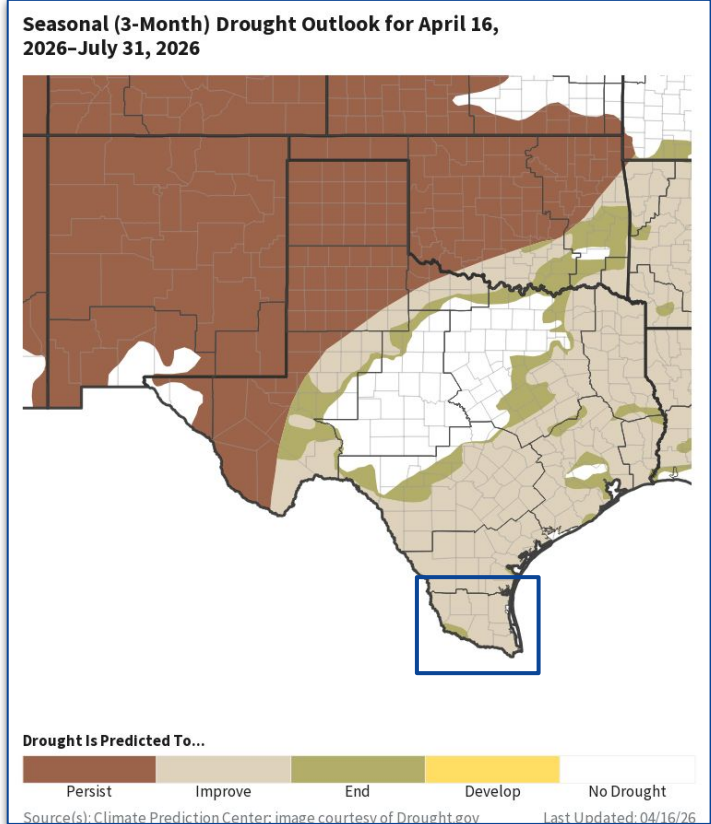 Seasonal (3-Month) Drought Outlook for April 16,
2026–July 31, 2026
Drought Is Predicted To...
Persist
Improve
End
Develop
No Drought
Source(s): Climate Prediction Center; image courtesy of Drought.gov
Last Updated: 04/16/26